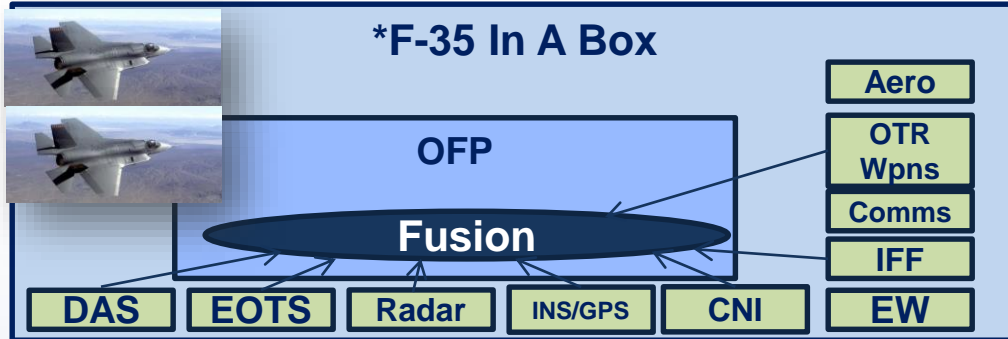 *F-35 In A Box
Aero
OFP
OTR
Wpns
Comms
Fusion
IFF
DAS
EOTS
Radar
INS/GPS
CNI
EW